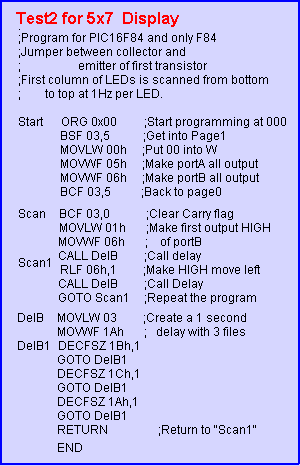 Test2 for 5x7 Display
;
;Program for PIC16F84 and only F84
;Jumper between collector and
; emitter of first transistor
;First column of LEDs is scanned from bottom
; to top at 1Hz per LED.
Start ORG 0x00 ;Start programming at 000
BSF 03,5 ;Get into Page1
MOVLW 00h ;Put 00 into W
MOVWF 05h ;Make portA all output
MOVWF 06h ;Make portB all output
BCF 03,5 ;Back to page0
Scan BCF 03,0 ;Clear Carry flag
MOVLW 01h ;Make first output HIGH
MOVWF 06h ; of portB
Scan1 CALL DelB ;Call delay
RLF 06h,1 ;Make HIGH move left
CALL DelB ;Call Delay
GOTO Scan1 ;Repeat the program
DelB MOVLW 03 ;Create a 1 second
MOVWF 1Ah ; delay with 3 files
DelB1 DECFSZ 1Bh,1
GOTO DelB1
DECFSZ 1Ch,1
GOTO DelB1
DECFSZ 1Ah,1
GOTO DelB1
RETURN ;Return to "Scan1"
END